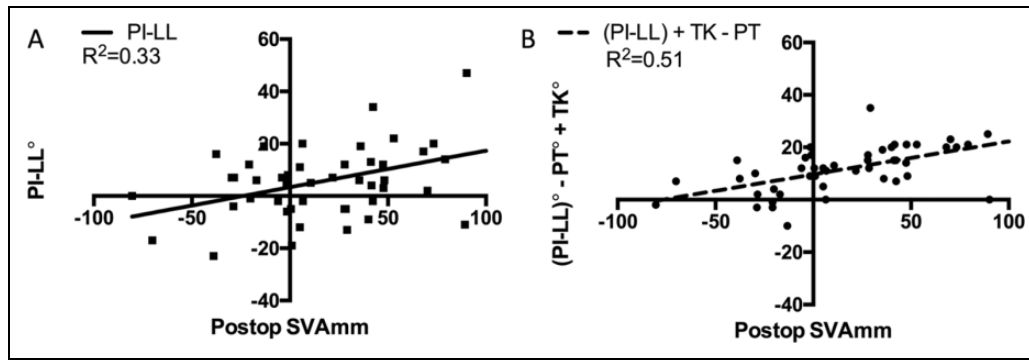 A
PI-LL
R²=0.33
60
40
20
-20
-40
-100
-50
0
50
100
PI-LL°
Postop SVAmm
B
(PI-LL) + TK - PT
R²=0.51
60
40
20
-20
-40
-100
-50
0
50
100
(PI-LL)° - PT° + TK°
Postop SVAmm